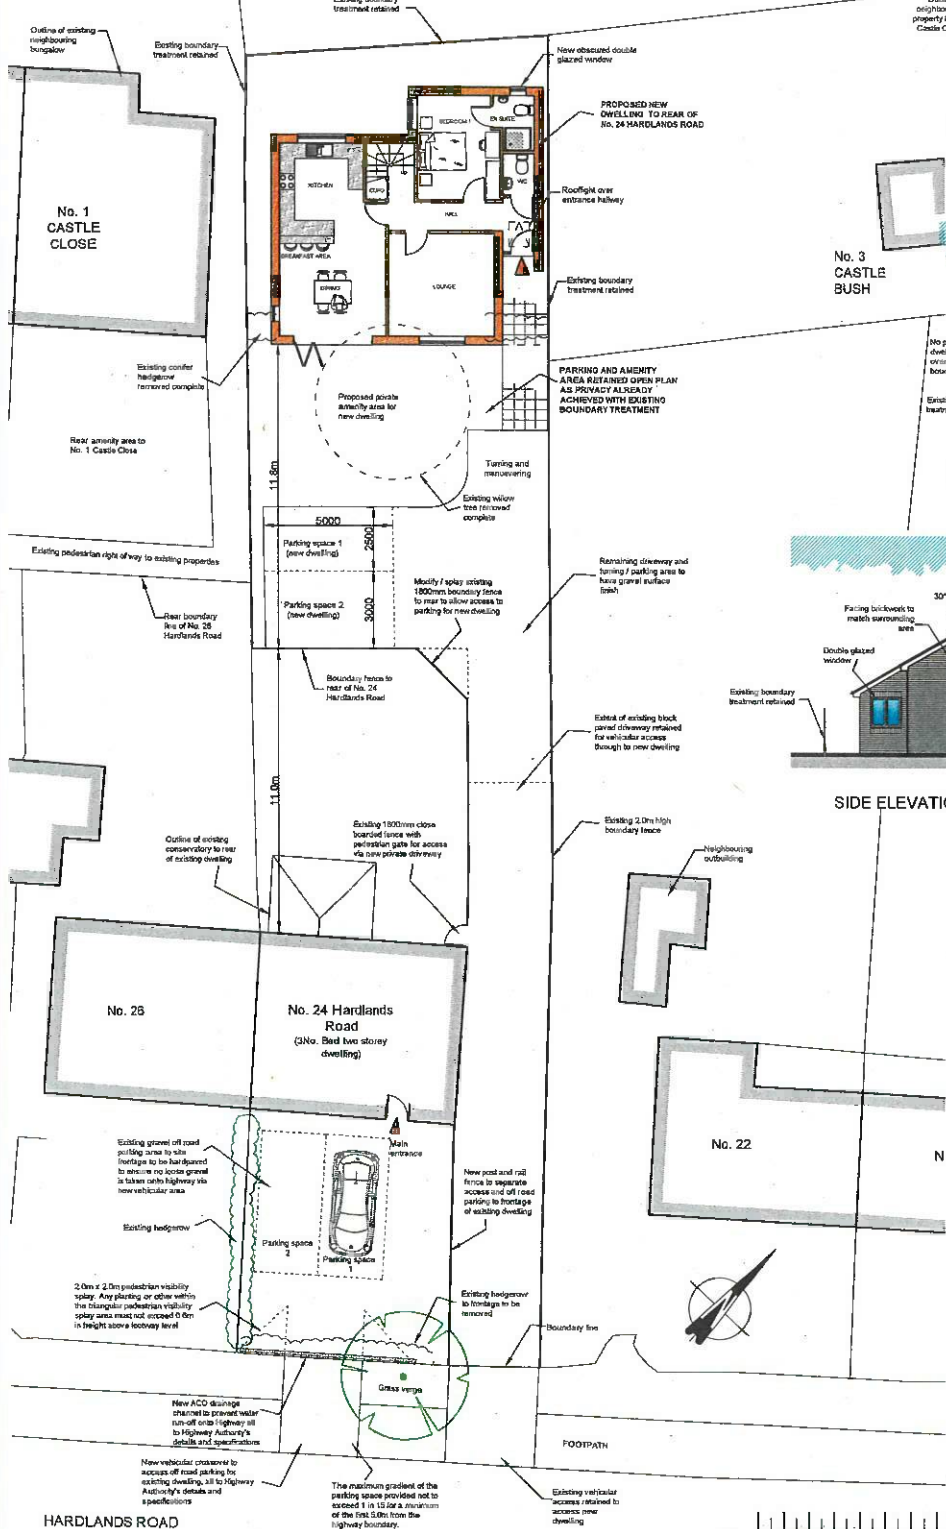 Existing boundary
treatment retained
Outline of existing
neighbouring
bungalow
Existing boundary
treatment retained
neighbou
property
Castle C
New obscured double
glazed window
PROPOSED NEW
DWELLING TO REAR OF
No. 24 HARDLANDS ROAD
BEDROOM 1
EN SUITE
KITCHEN
CUPD
WC
HALL
Rooflight over
entrance hallway
No. 1
CASTLE
CLOSE
No. 3
CASTLE
BUSH
BREAKFAST AREA
DINING
LOUNGE
Existing boundary
treatment retained
Existing conifer
hedgerow
removed complete
Proposed private
amenity area for
new dwelling
PARKING AND AMENITY
AREA RETAINED OPEN PLAN
AS PRIVACY ALREADY
ACHIEVED WITH EXISTING
BOUNDARY TREATMENT
No p
dwel
over
bou
Existi
treatm
Rear amenity area to
No. 1 Castle Close
11.8m
Turning and
manuevering
Existing willow
tree removed
complete
5000
Parking space 1
(new dwelling)
2500
Existing pedestrian right of way to existing properties
Remaining driveway and
turning / parking area to
have gravel surface
finish
Modify / splay existing
1800mm boundary fence
to rear to allow access to
parking for new dwelling
Parking space 2
(new dwelling)
3000
Rear boundary
line of No. 26
Hardlands Road
30°
Facing brickwork to
match surrounding
area
Double glazed
window
Boundary fence to
rear of No. 24
Hardlands Road
Existing boundary
treatment retained
Extent of existing block
paved driveway retained
for vehicular access
through to new dwelling
11.0m
SIDE ELEVATIO
Existing 1800mm close
boarded fence with
pedestrian gate for access
via new private driveway
Outline of existing
conservatory to rear
of existing dwelling
Existing 2.0m high
boundary fence
Neighbouring
outbuilding
No. 26
No. 24 Hardlands
Road
(3No. Bed two storey
dwelling)
Main
entrance
No. 22
N
Existing gravel off road
parking area to site
frontage to be hardpaved
to ensure no loose gravel
is taken onto highway via
new vehicular area
New post and rail
fence to separate
access and off road
parking to frontage
of existing dwelling
Existing hedgerow
Parking space
2
Parking space
1
2.0m x 2.0m pedestrian visibility
splay. Any planting or other within
the triangular pedestrian visibility
splay area must not exceed 0.6m
in height above footway level
Existing hedgerow
to frontage to be
removed
Boundary line
Grass verge
New ACO drainage
channel to prevent water
run-off onto Highway all
to Highway Authority's
details and specifications
FOOTPATH
New vehicular crossover to
access off road parking for
existing dwelling, all to Highway
Authority's details and
specifications
The maximum gradient of the
parking space provided not to
exceed 1 in 15 for a minimum
of the first 5.0m from the
highway boundary.
Existing vehicular
access retained to
access new
dwelling
HARDLANDS ROAD